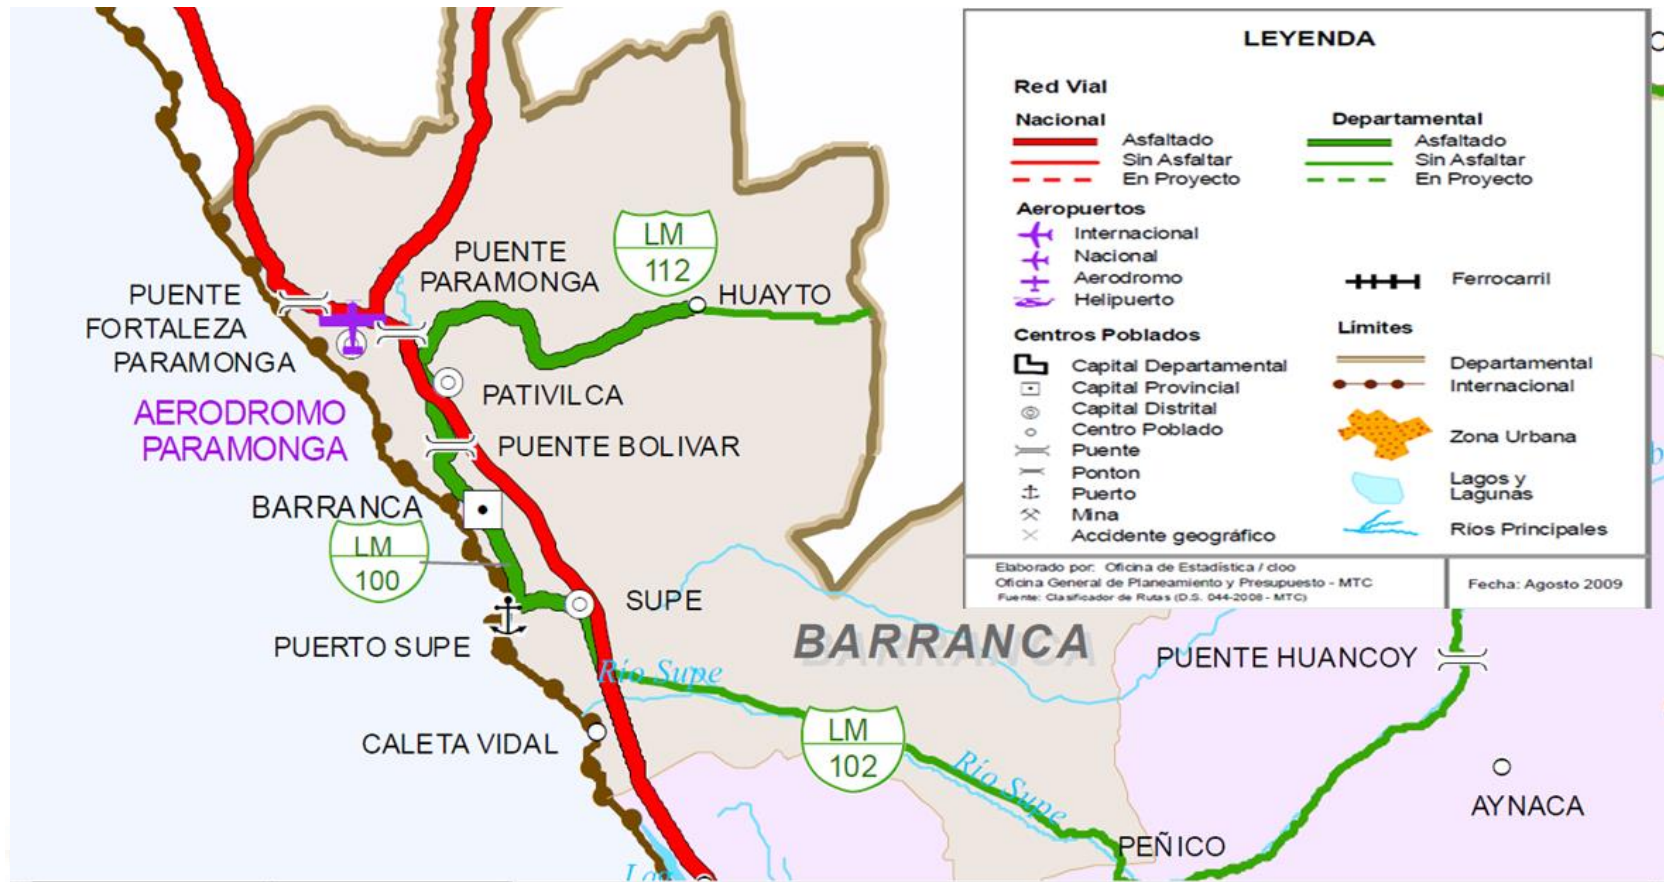 PUENTE
PARAMONGA
LM
112
HUAYTO
PUENTE
FORTALEZA
PARAMONGA
AERODROMO
PARAMONGA
PATIVILCA
PUENTE BOLIVAR
BARRANCA
LM
100
SUPE
PUERTO SUPE
BARRANCA
PUENTE HUANCOY
Río Supe
CALETA VIDAL
LM
102
Río Supe
AYNACA
PEÑICO
LEYENDA
Red Vial
Nacional
Asfaltado
Sin Asfaltar
En Proyecto
Departamental
Asfaltado
Sin Asfaltar
En Proyecto
Aeropuertos
Internacional
Nacional
Aerodromo
Helipuerto
Ferrocarril
Centros Poblados
Capital Departamental
Capital Provincial
Capital Distrital
Centro Poblado
Puente
Ponton
Puerto
Mina
Accidente geográfico
Límites
Departamental
Internacional
Zona Urbana
Lagos y
Lagunas
Ríos Principales
Elaborado por: Oficina de Estadística / cloo
Oficina General de Planeamiento y Presupuesto - MTC
Fuente: Clasificador de Rutas (D.S. 044-2008 - MTC)
Fecha: Agosto 2009